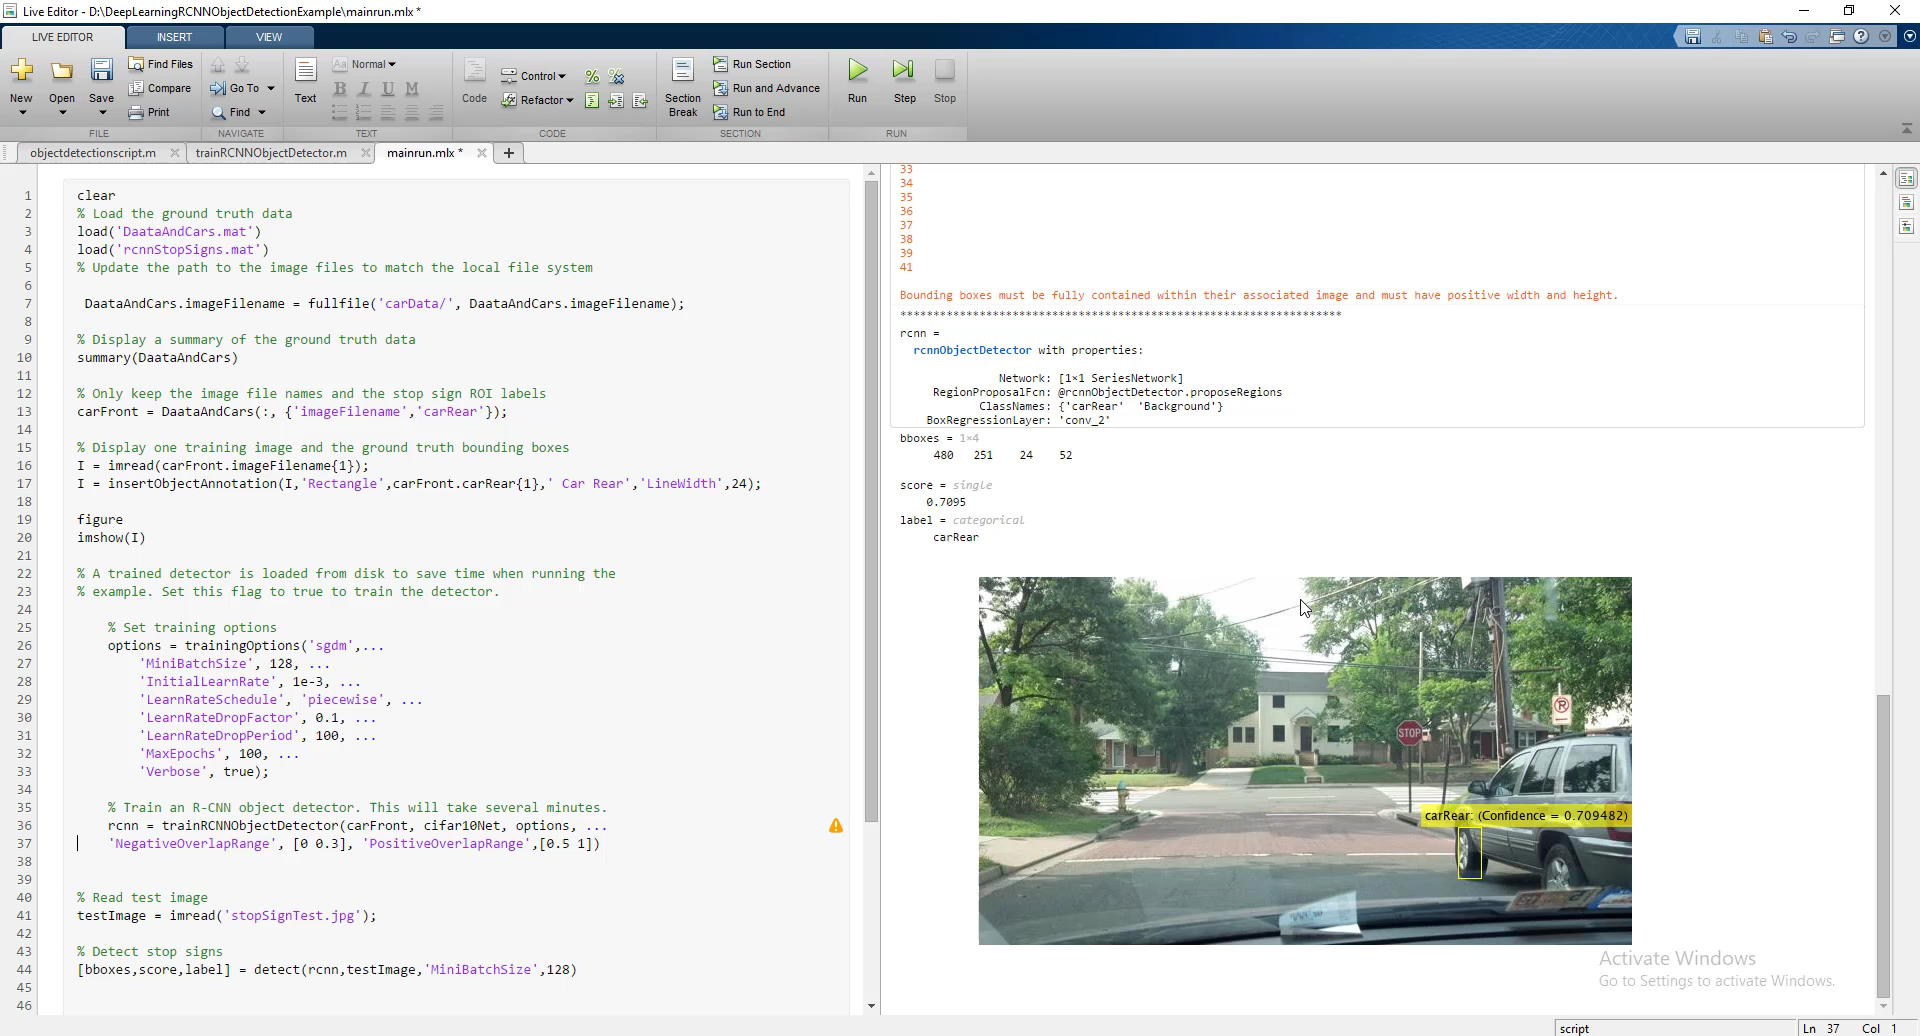 Live Editor - D:\DeepLearningRCNNObjectDetectionExample\mainrun.mlx *
LIVE EDITOR INSERT VIEW
New Open Save
Find Files
Compare
Print
FILE
Go To
Find
NAVIGATE
Text
Aa Normal
B I U M
TEXT
Code
Control
Refactor
CODE
Section Break
Run Section
Run and Advance
Run to End
SECTION
Run Step Stop
RUN
objectdetectionscript.m trainRCNNObjectDetector.m mainrun.mlx *
1 clear
2 % Load the ground truth data
3 load('DaataAndCars.mat')
4 load('rcnnStopSigns.mat')
5 % Update the path to the image files to match the local file system
6
7 DaataAndCars.imageFilename = fullfile('carData/', DaataAndCars.imageFilename);
8
9 % Display a summary of the ground truth data
10 summary(DaataAndCars)
11
12 % Only keep the image file names and the stop sign ROI labels
13 carFront = DaataAndCars(:, {'imageFilename','carRear'});
14
15 % Display one training image and the ground truth bounding boxes
16 I = imread(carFront.imageFilename{1});
17 I = insertObjectAnnotation(I,'Rectangle',carFront.carRear{1},' Car Rear','LineWidth',24);
18
19 figure
20 imshow(I)
21
22 % A trained detector is loaded from disk to save time when running the
23 % example. Set this flag to true to train the detector.
24
25 % Set training options
26 options = trainingOptions('sgdm',...
27 'MiniBatchSize', 128, ...
28 'InitialLearnRate', 1e-3, ...
29 'LearnRateSchedule', 'piecewise', ...
30 'LearnRateDropFactor', 0.1, ...
31 'LearnRateDropPeriod', 100, ...
32 'MaxEpochs', 100, ...
33 'Verbose', true);
34
35 % Train an R-CNN object detector. This will take several minutes.
36 rcnn = trainRCNNObjectDetector(carFront, cifar10Net, options, ...
37 'NegativeOverlapRange', [0 0.3], 'PositiveOverlapRange',[0.5 1])
38
39
40 % Read test image
41 testImage = imread('stopSignTest.jpg');
42
43 % Detect stop signs
44 [bboxes,score,label] = detect(rcnn,testImage,'MiniBatchSize',128)
45
46
33
34
35
36
37
38
39
41
Bounding boxes must be fully contained within their associated image and must have positive width and height.
*******************************************************************
rcnn =
rcnnObjectDetector with properties:
Network: [1×1 SeriesNetwork]
RegionProposalFcn: @rcnnObjectDetector.proposeRegions
ClassNames: {'carRear' 'Background'}
BoxRegressionLayer: 'conv_2'
bboxes = 1×4
480 251 24 52
score = single
0.7095
label = categorical
carRear
STOP
carRear: (Confidence = 0.709482)
Activate Windows
Go to Settings to activate Windows.
script Ln 37 Col 1